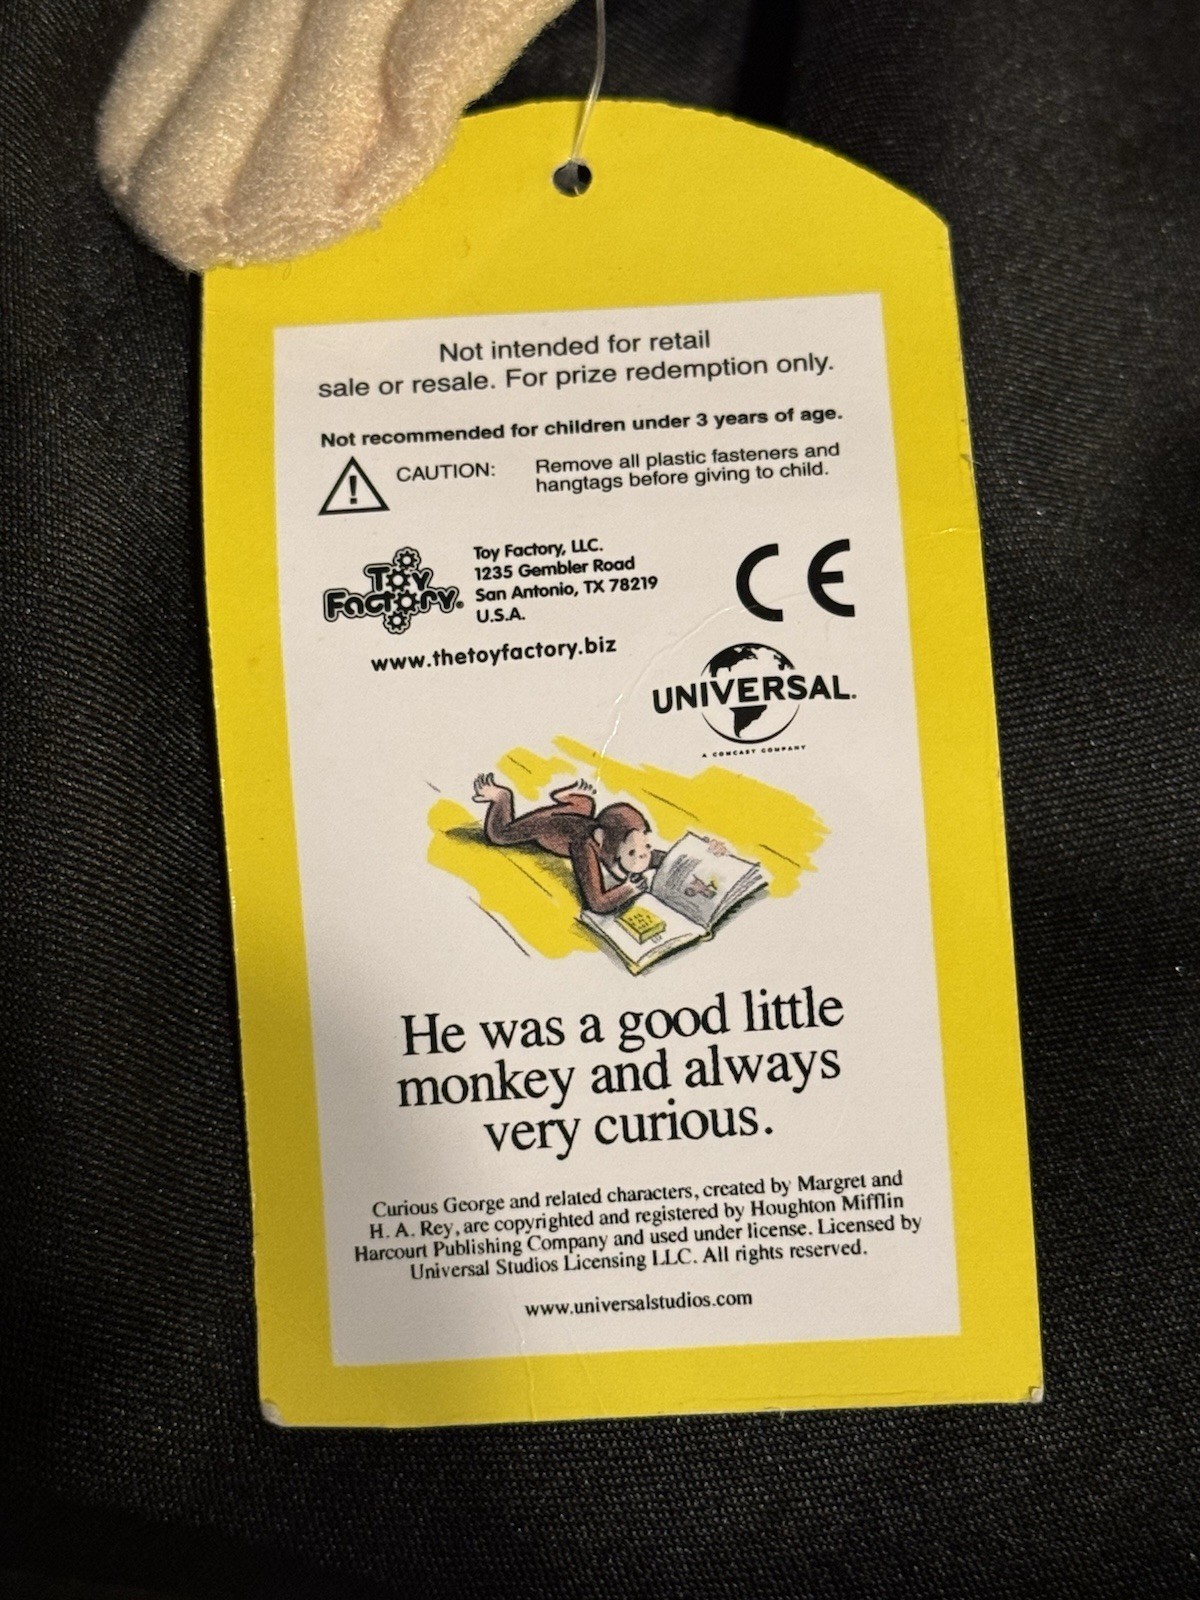 Not intended for retail
sale or resale. For prize redemption only.
Not recommended for children under 3 years of age.
CAUTION: Remove all plastic fasteners and
hangtags before giving to child.
Toy
Factory®
Toy Factory, LLC.
1235 Gembler Road
San Antonio, TX 78219
U.S.A.
www.thetoyfactory.biz
CE
UNIVERSAL
A COMCAST COMPANY
He was a good little
monkey and always
very curious.
Curious George and related characters, created by Margret and
H. A. Rey, are copyrighted and registered by Houghton Mifflin
Harcourt Publishing Company and used under license. Licensed by
Universal Studios Licensing LLC. All rights reserved.
www.universalstudios.com